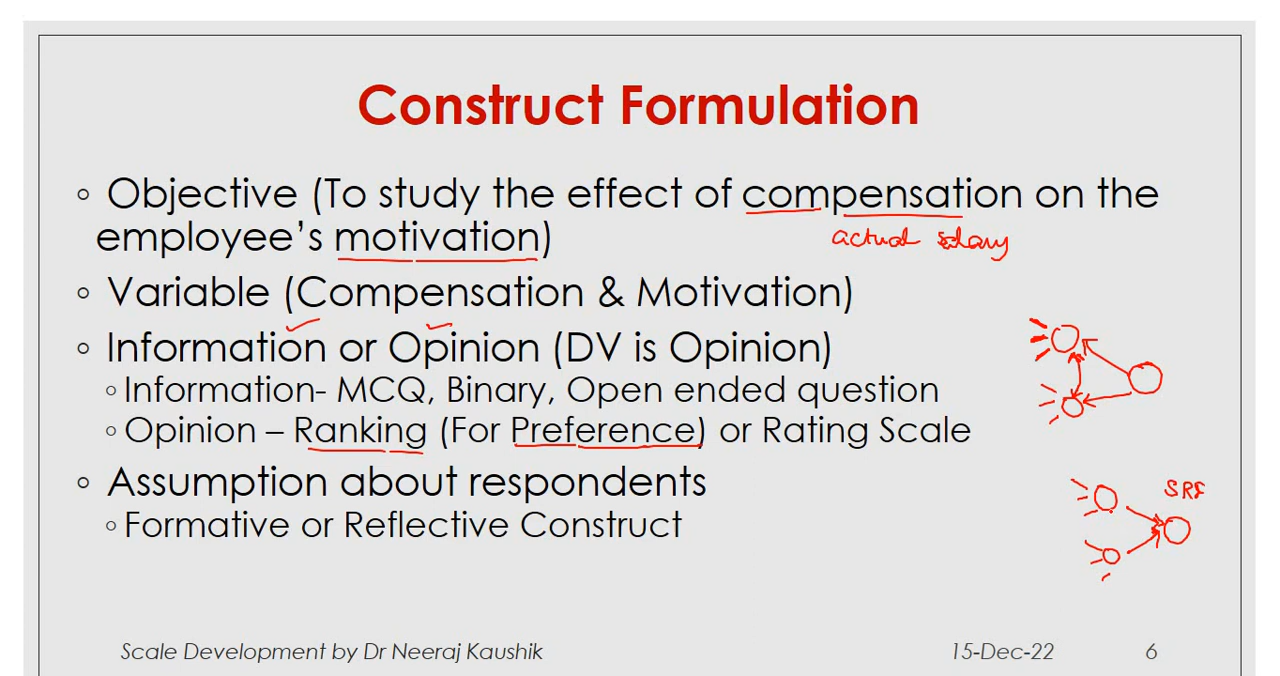 Construct Formulation
◦ Objective (To study the effect of compensation on the
employee's motivation)
actual salary
◦ Variable (Compensation & Motivation)
◦ Information or Opinion (DV is Opinion)
◦ Information- MCQ, Binary, Open ended question
◦ Opinion – Ranking (For Preference) or Rating Scale
◦ Assumption about respondents
◦ Formative or Reflective Construct
Scale Development by Dr Neeraj Kaushik 15-Dec-22 6